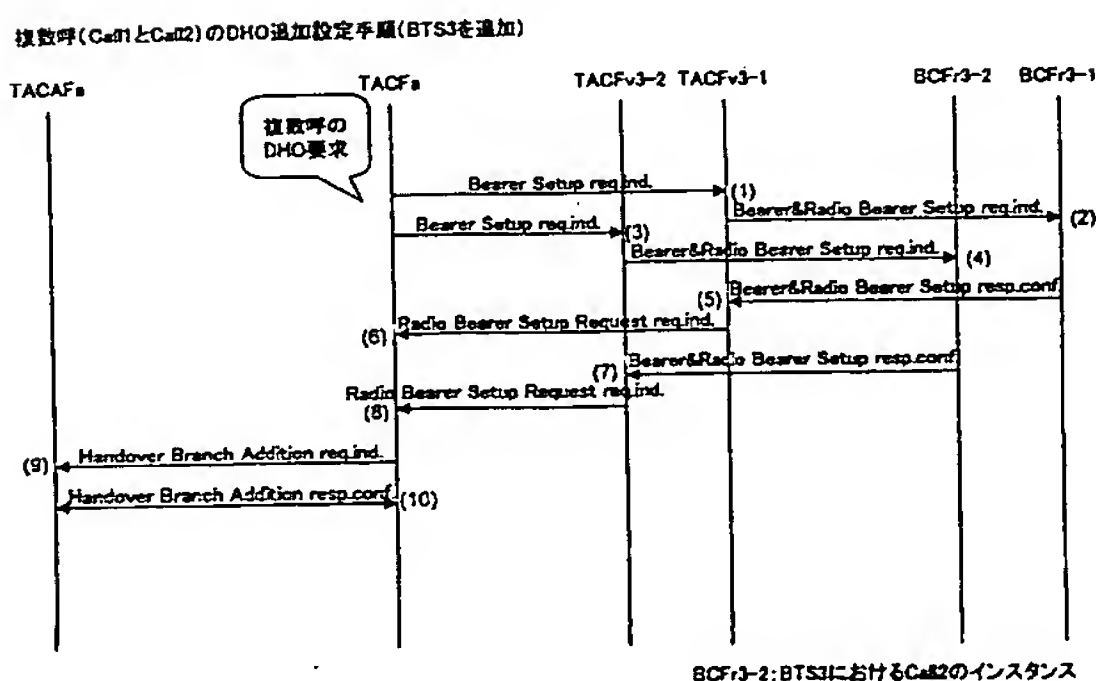 複数呼(Call1とCall2)のDHO追加設定手順(BTS3を追加)
TACAFa
TACFa
TACFv3-2
TACFv3-1
BCFr3-2
BCFr3-1
複数呼の
DHO要求
Bearer Setup req.ind.
(1)
Bearer&Radio Bearer Setup req.ind.
(2)
Bearer Setup req.ind.
(3)
Bearer&Radio Bearer Setup req.ind.
(4)
Bearer&Radio Bearer Setup resp.conf
(5)
Radio Bearer Setup Request req.ind.
(6)
Bearer&Radio Bearer Setup resp.conf
(7)
Radio Bearer Setup Request req.ind.
(8)
Handover Branch Addition req.ind.
(9)
Handover Branch Addition resp.conf
(10)
BCFr3-2:BTS3におけるCall2のインスタンス